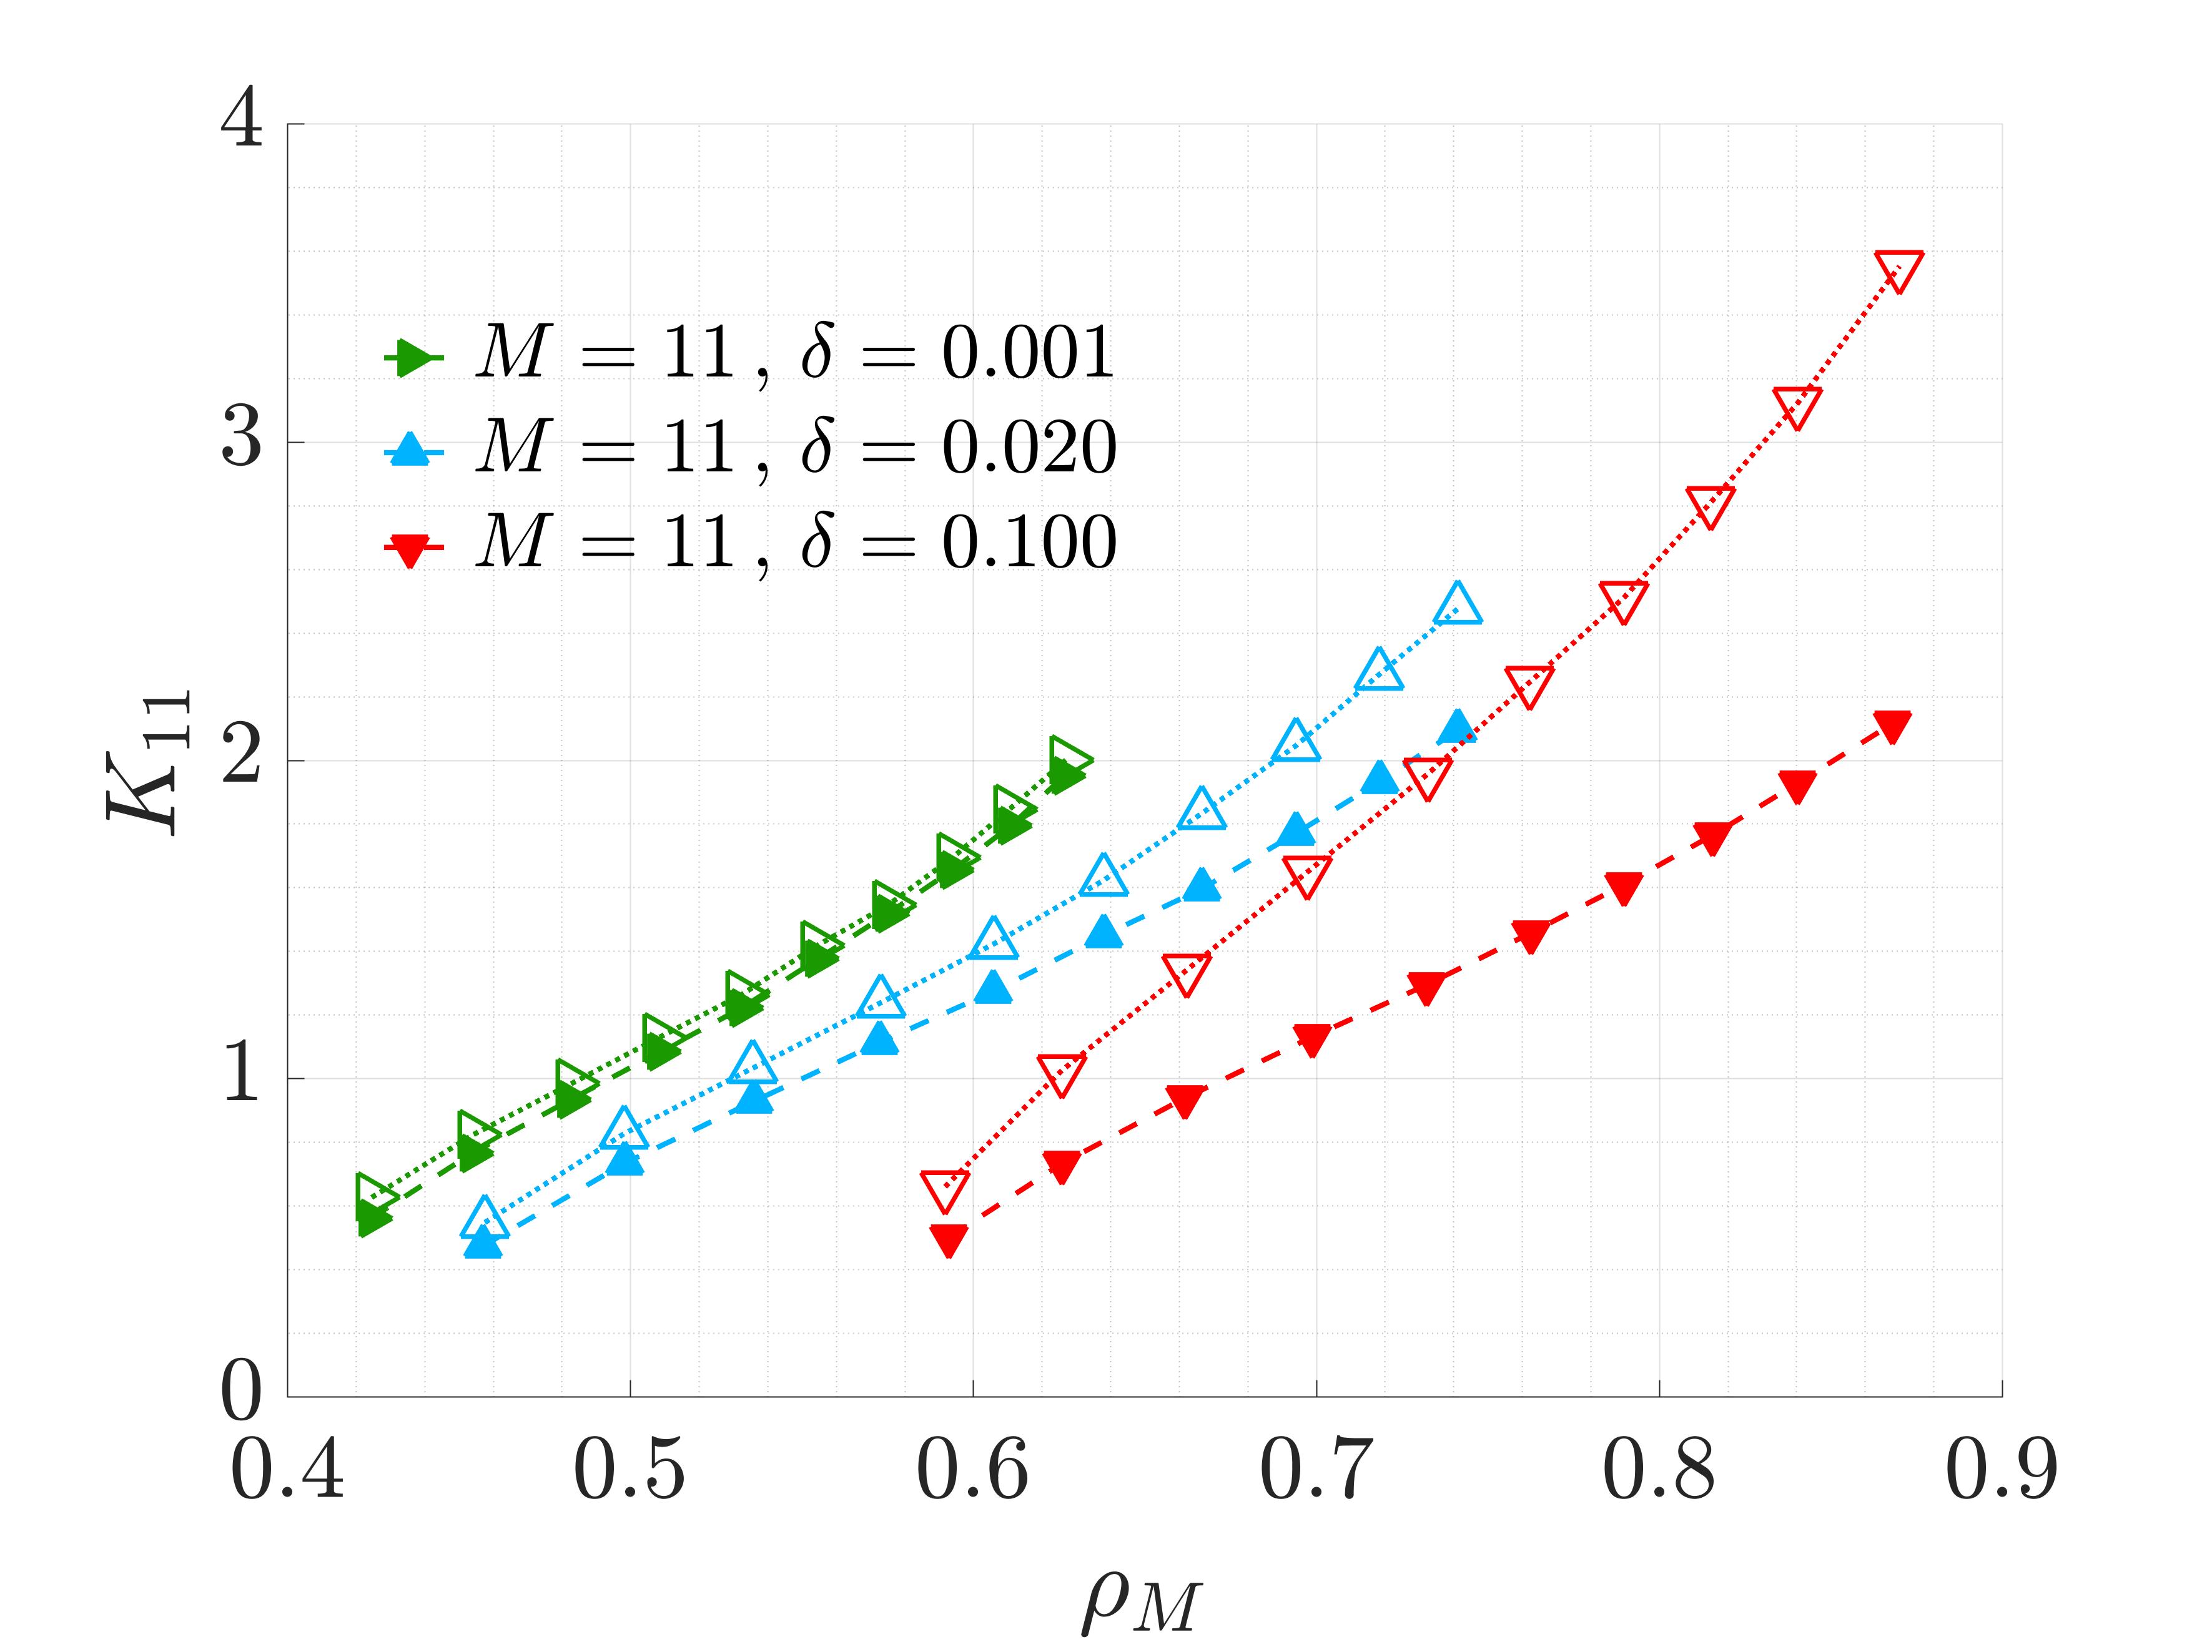 4
3
2
1
0
K₁₁
M = 11 , δ = 0.001
M = 11 , δ = 0.020
M = 11 , δ = 0.100
0.4 0.5 0.6 0.7 0.8 0.9
ρ_M